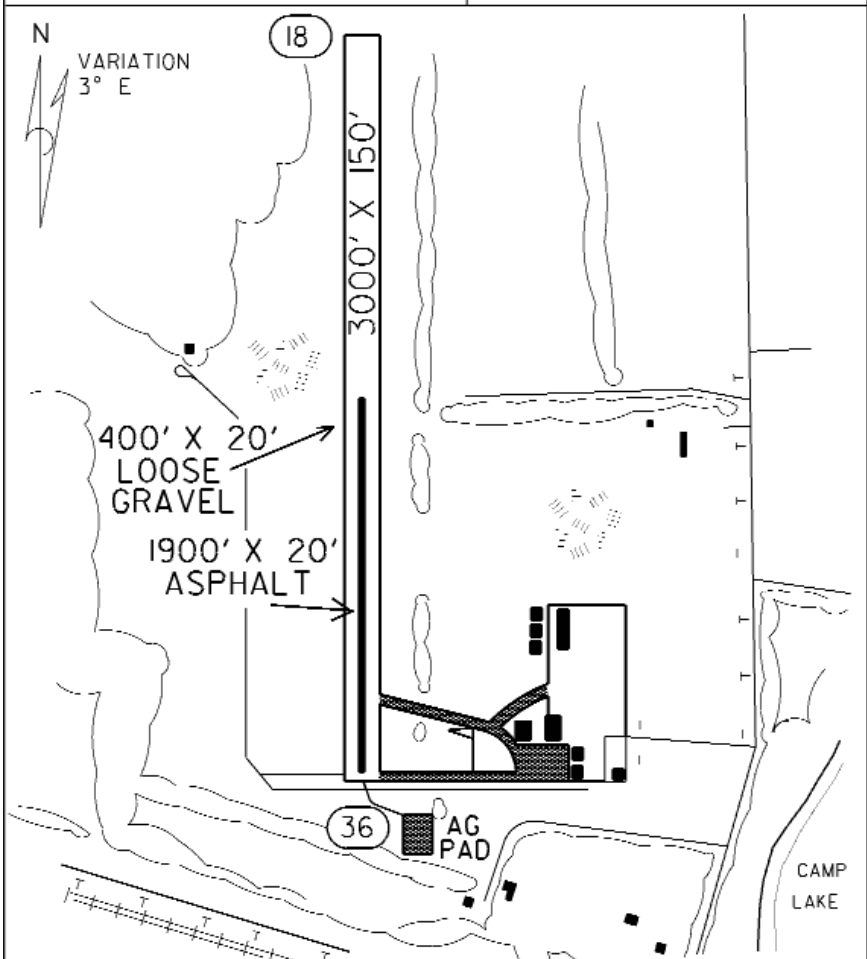 18
N
VARIATION
3° E
3000' X 150'
400' X 20'
LOOSE
GRAVEL
1900' X 20'
ASPHALT
36
AG
PAD
CAMP
LAKE
T
T
T
T
T
T
T
T
T
T